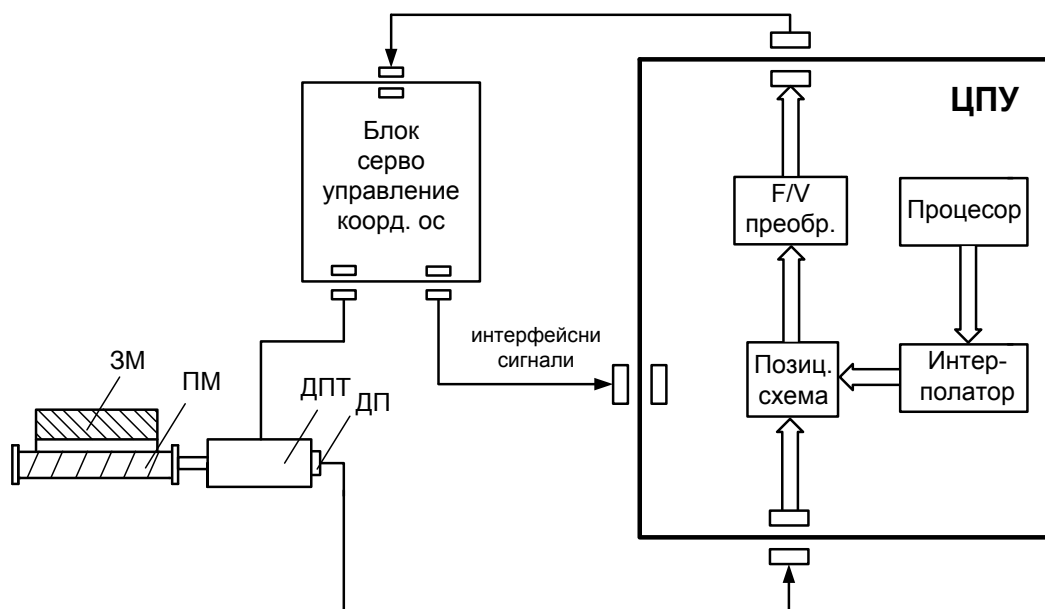 ЦПУ
Блок
серво
управление
коорд. ос
F/V
преобр.
Процесор
интерфейсни
сигнали
Позиц.
схема
Интер-
полатор
ЗМ
ПМ
ДПТ
ДП